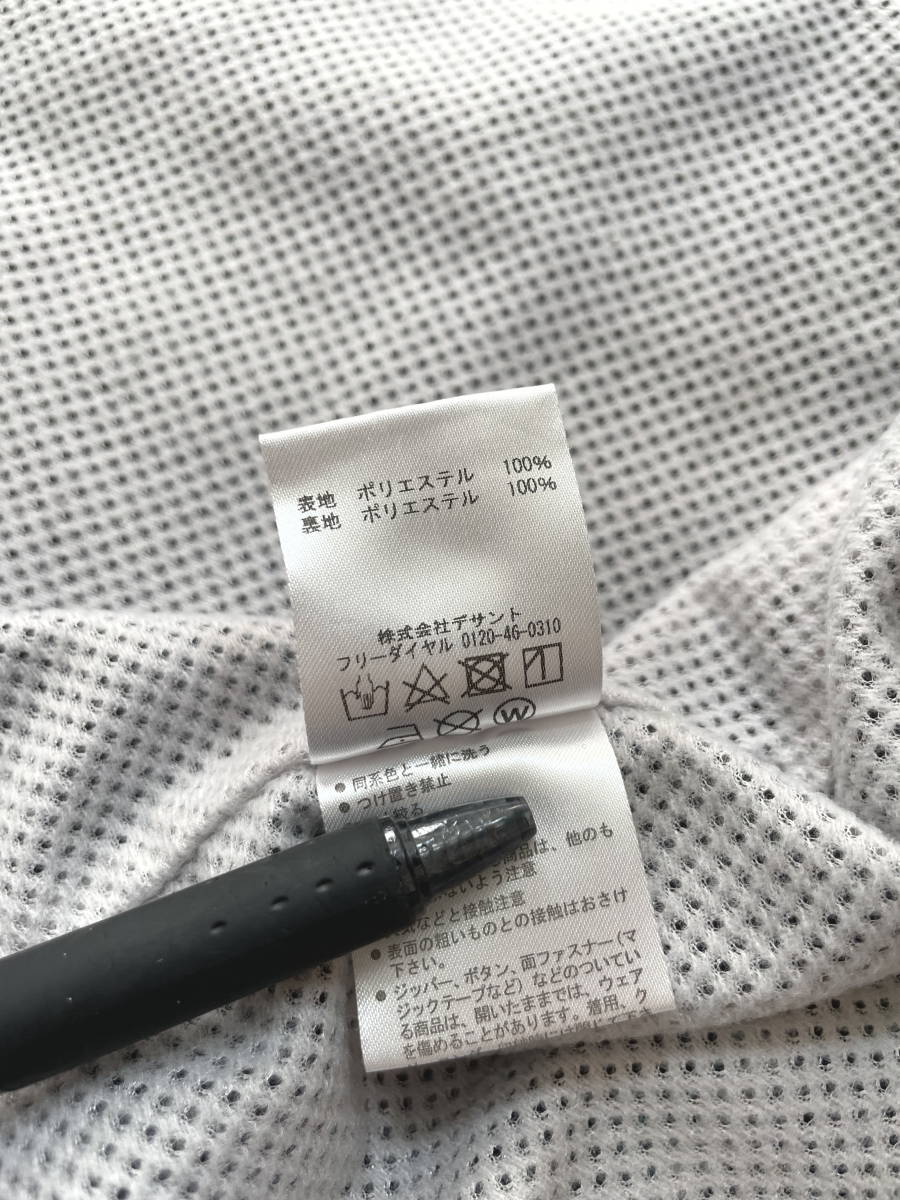 表地 ポリエステル 100%
裏地 ポリエステル 100%
株式会社デサント
フリーダイヤル 0120-46-0310
W
● 同系色と一緒に洗う
● つけ置き禁止
絞る
商品は、他のも
ないよう注意
などと接触注意
● 表面の粗いものとの接触はおさけ
下さい。
● ジッパー、ボタン、面ファスナー(マ
ジックテープなど)などのついてい
る商品は、開いたままでは、ウェア
を傷めることがあります。着用、ク